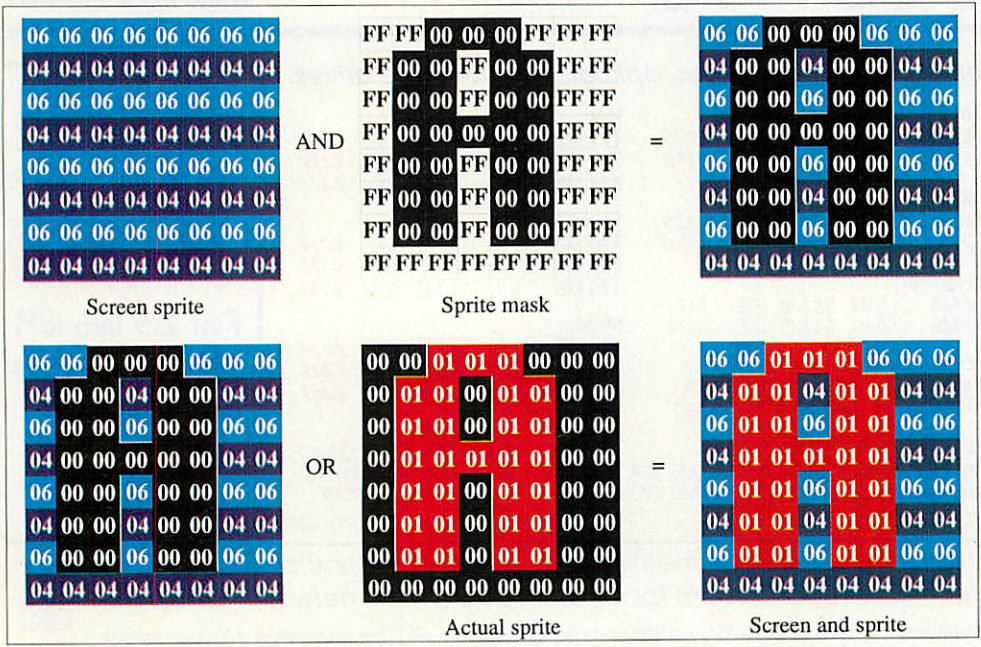 06 06 06 06 06 06 06 06
04 04 04 04 04 04 04 04
06 06 06 06 06 06 06 06
04 04 04 04 04 04 04 04
06 06 06 06 06 06 06 06
04 04 04 04 04 04 04 04
06 06 06 06 06 06 06 06
04 04 04 04 04 04 04 04
Screen sprite
AND
FF FF 00 00 00 FF FF FF
FF 00 00 FF 00 00 FF FF
FF 00 00 FF 00 00 FF FF
FF 00 00 00 00 00 FF FF
FF 00 00 FF 00 00 FF FF
FF 00 00 FF 00 00 FF FF
FF 00 00 FF 00 00 FF FF
FF FF FF FF FF FF FF FF
Sprite mask
=
06 06 00 00 00 06 06 06
04 00 00 04 00 00 04 04
06 00 00 06 00 00 06 06
04 00 00 00 00 00 04 04
06 00 00 06 00 00 06 06
04 00 00 04 00 00 04 04
06 00 00 06 00 00 06 06
04 04 04 04 04 04 04 04
06 06 00 00 00 06 06 06
04 00 00 04 00 00 04 04
06 00 00 06 00 00 06 06
04 00 00 00 00 00 04 04
06 00 00 06 00 00 06 06
04 00 00 04 00 00 04 04
06 00 00 06 00 00 06 06
04 04 04 04 04 04 04 04
OR
00 00 01 01 01 00 00 00
00 01 01 00 01 01 00 00
00 01 01 00 01 01 00 00
00 01 01 01 01 01 00 00
00 01 01 00 01 01 00 00
00 01 01 00 01 01 00 00
00 01 01 00 01 01 00 00
00 00 00 00 00 00 00 00
Actual sprite
=
06 06 01 01 01 06 06 06
04 01 01 04 01 01 04 04
06 01 01 06 01 01 06 06
04 01 01 01 01 01 04 04
06 01 01 06 01 01 06 06
04 01 01 04 01 01 04 04
06 01 01 06 01 01 06 06
04 04 04 04 04 04 04 04
Screen and sprite